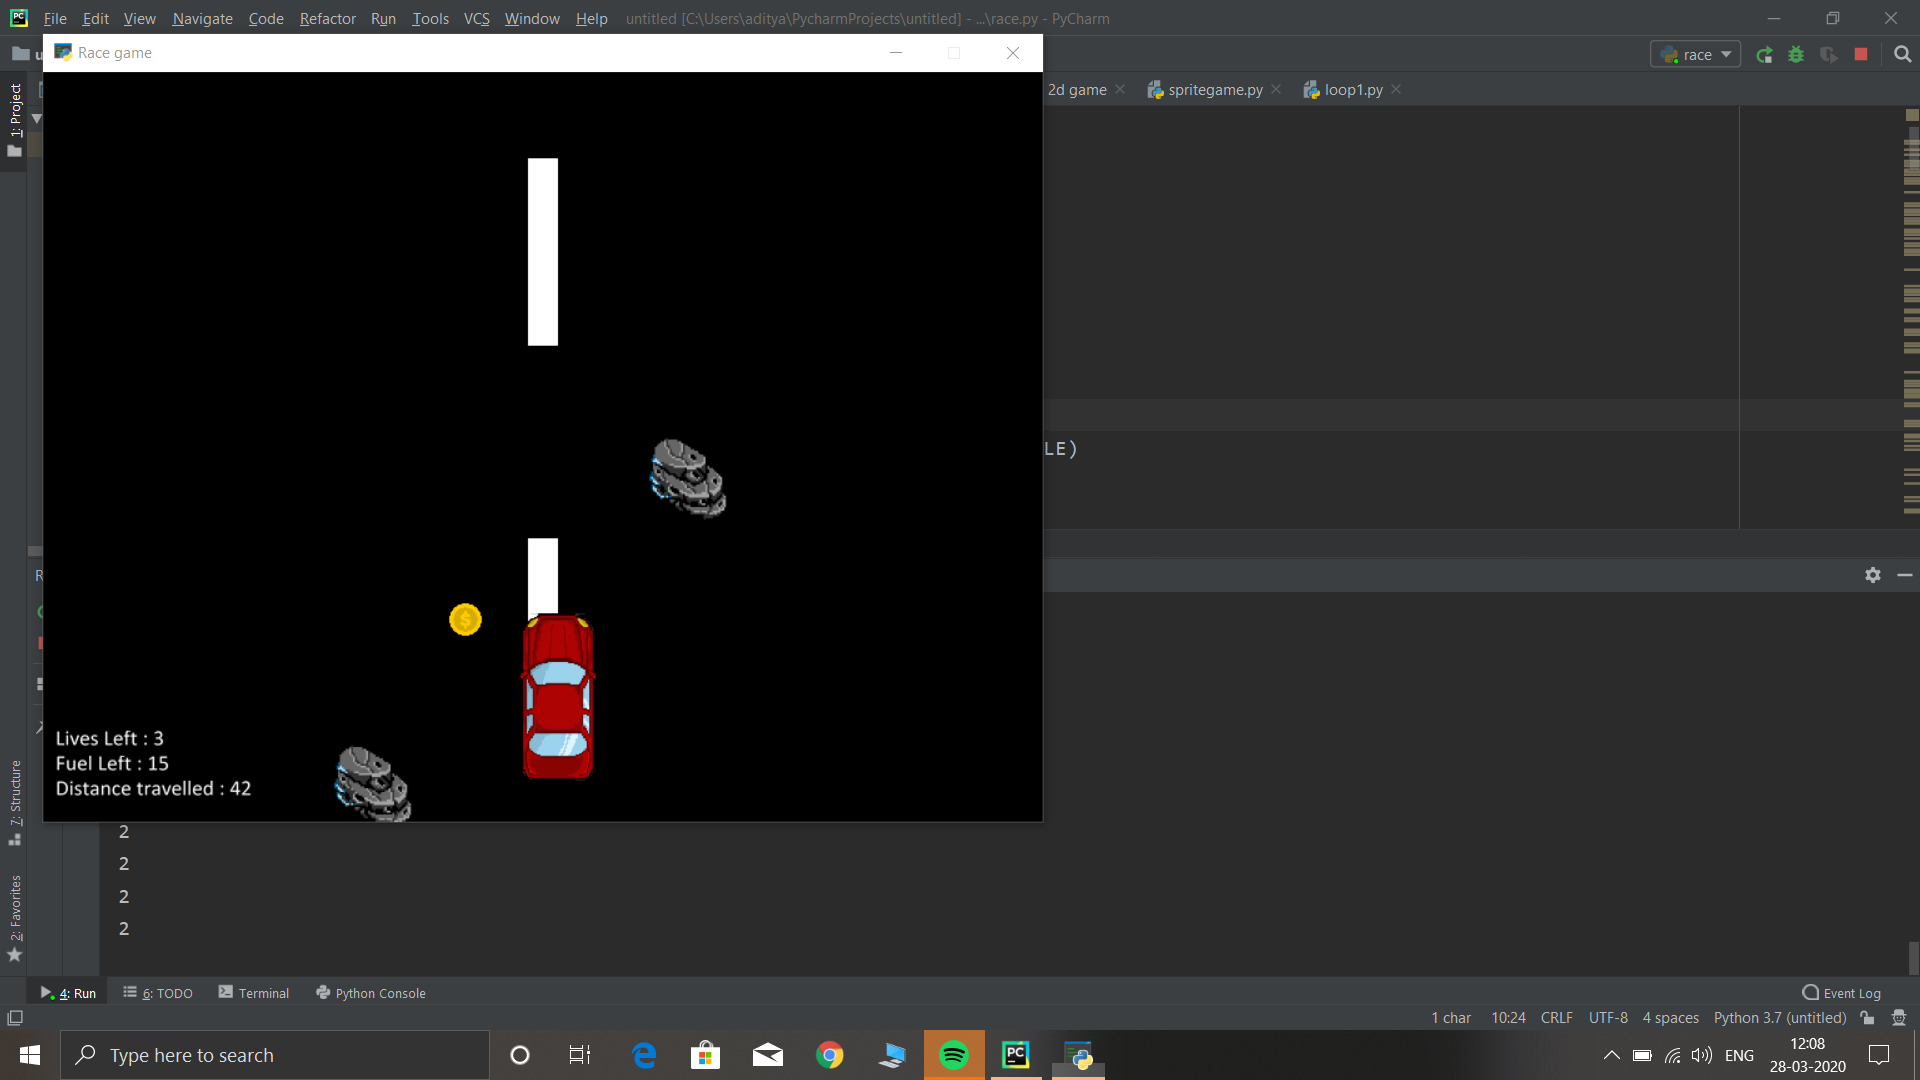 File Edit View Navigate Code Refactor Run Tools VCS Window Help untitled [C:\Users\aditya\PycharmProjects\untitled] - ...\race.py - PyCharm
Race game
race
1: Project
2d game
spritegame.py
loop1.py
LE)
$
Lives Left : 3
Fuel Left : 15
Distance travelled : 42
7: Structure
2: Favorites
2
2
2
2
4: Run 6: TODO Terminal Python Console Event Log
1 char 10:24 CRLF UTF-8 4 spaces Python 3.7 (untitled)
Type here to search
PC
ENG
12:08
28-03-2020